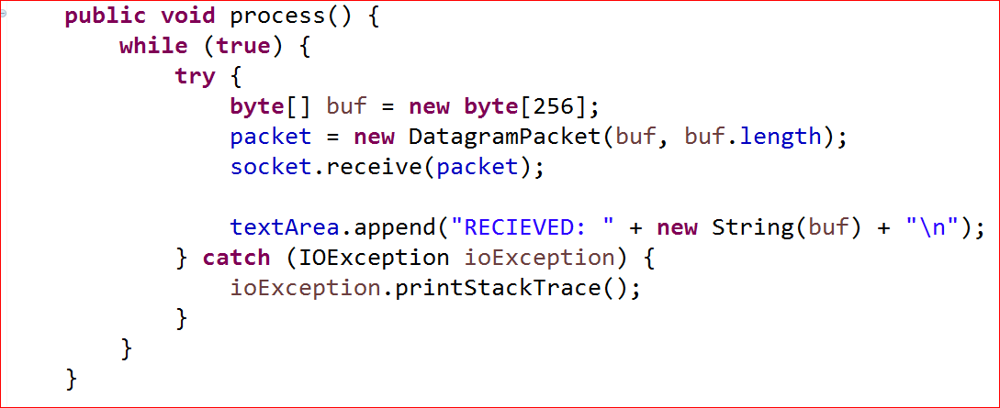 public void process() {
while (true) {
try {
byte[] buf = new byte[256];
packet = new DatagramPacket(buf, buf.length);
socket.receive(packet);
textArea.append("RECIEVED: " + new String(buf) + "\n");
} catch (IOException ioException) {
ioException.printStackTrace();
}
}
}